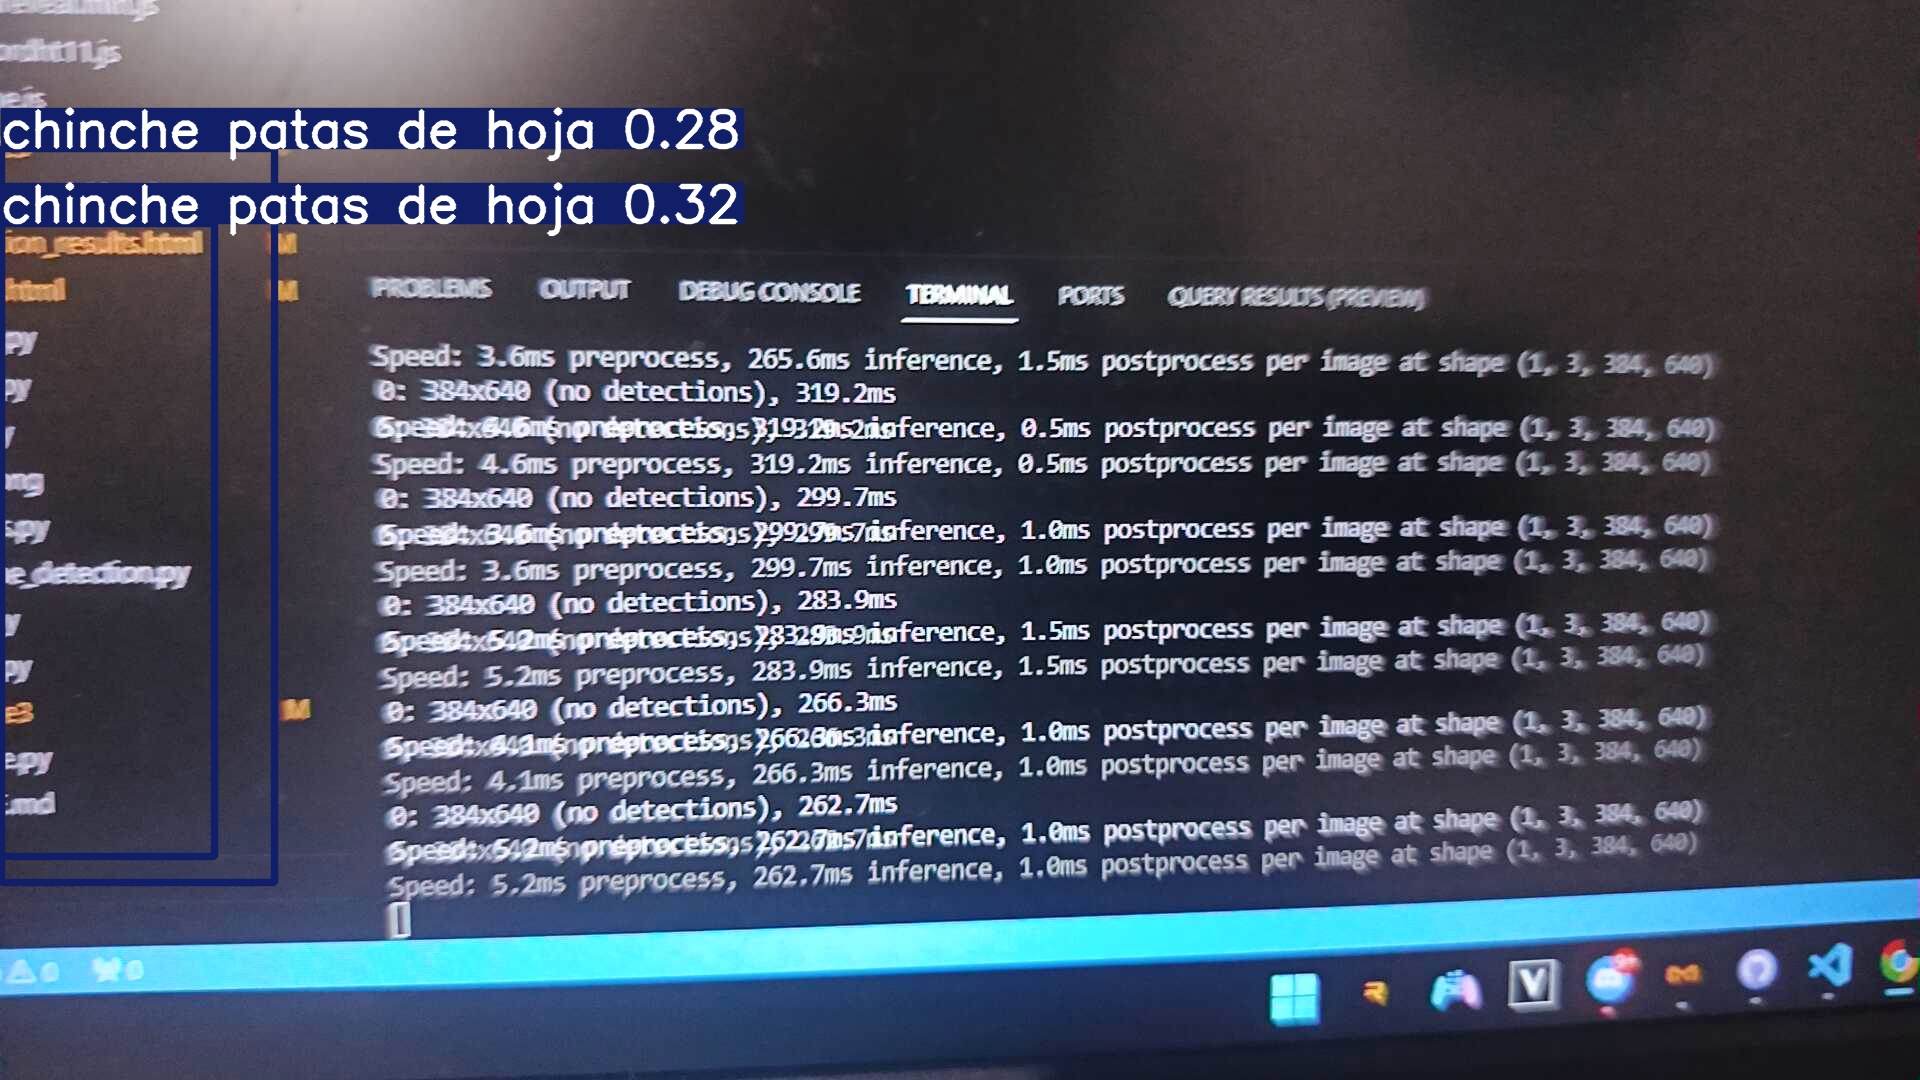 chinche patas de hoja 0.28
chinche patas de hoja 0.32
ion_results.html M
html M
PROBLEMS OUTPUT DEBUG CONSOLE TERMINAL PORTS QUERY RESULTS (PREVIEW)
py
py
y
ng
s.py
e_detection.py
y
py
e3 M
e.py
.md
Speed: 3.6ms preprocess, 265.6ms inference, 1.5ms postprocess per image at shape (1, 3, 384, 640)
0: 384x640 (no detections), 319.2ms
inference, 0.5ms postprocess per image at shape (1, 3, 384, 640)
Speed: 4.6ms preprocess, 319.2ms inference, 0.5ms postprocess per image at shape (1, 3, 384, 640)
0: 384x640 (no detections), 299.7ms
inference, 1.0ms postprocess per image at shape (1, 3, 384, 640)
Speed: 3.6ms preprocess, 299.7ms inference, 1.0ms postprocess per image at shape (1, 3, 384, 640)
0: 384x640 (no detections), 283.9ms
inference, 1.5ms postprocess per image at shape (1, 3, 384, 640)
Speed: 5.2ms preprocess, 283.9ms inference, 1.5ms postprocess per image at shape (1, 3, 384, 640)
0: 384x640 (no detections), 266.3ms
inference, 1.0ms postprocess per image at shape (1, 3, 384, 640)
Speed: 4.1ms preprocess, 266.3ms inference, 1.0ms postprocess per image at shape (1, 3, 384, 640)
0: 384x640 (no detections), 262.7ms
inference, 1.0ms postprocess per image at shape (1, 3, 384, 640)
Speed: 5.2ms preprocess, 262.7ms inference, 1.0ms postprocess per image at shape (1, 3, 384, 640)
0 0
V